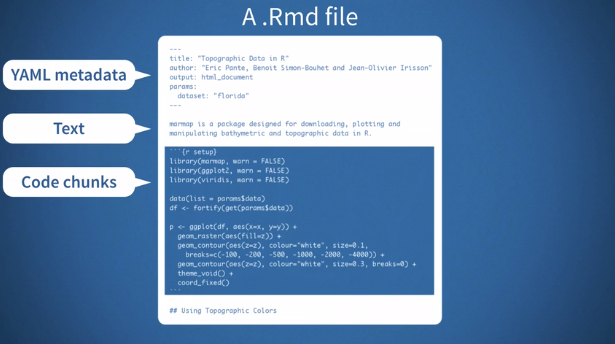 A .Rmd file
YAML metadata
Text
Code chunks
---
title: "Topographic Data in R"
author: "Eric Pante, Benoit Simon-Bouhet and Jean-Olivier Irisson"
output: html_document
params:
  dataset: "florida"
---
marmap is a package designed for downloading, plotting and
manipulating bathymetric and topographic data in R.
```{r setup}
library(marmap, warn = FALSE)
library(ggplot2, warn = FALSE)
library(viridis, warn = FALSE)
data(list = params$data)
df <- fortify(get(params$data))
p <- ggplot(df, aes(x=x, y=y)) +
  geom_raster(aes(fill=z)) +
  geom_contour(aes(z=z), colour="white", size=0.1,
    breaks=c(-100, -200, -500, -1000, -2000, -4000)) +
  geom_contour(aes(z=z), colour="white", size=0.3, breaks=0) +
  theme_void() +
  coord_fixed()
```
## Using Topographic Colors